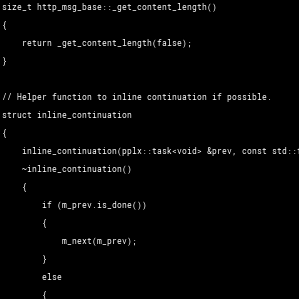 size_t http_msg_base::_get_content_length()
{
return _get_content_length(false);
}
// Helper function to inline continuation if possible.
struct inline_continuation
{
inline_continuation(pplx::task<void> &prev, const std::
~inline_continuation()
{
if (m_prev.is_done())
{
m_next(m_prev);
}
else
{